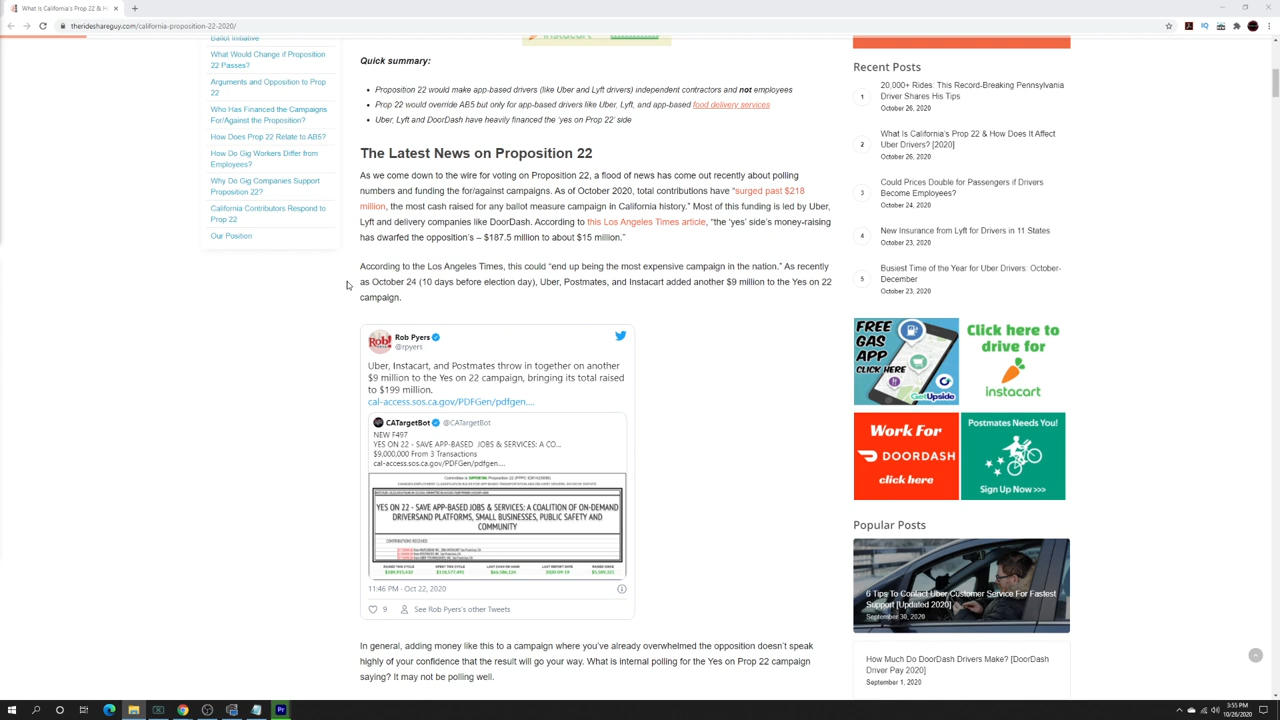 What Is California's Prop 22 & H
theridesharequy.com/california-proposition-22-2020/
Ballot Initiative
What Would Change if Proposition
22 Passes?
Arguments and Opposition to Prop
22
Who Has Financed the Campaigns
For/Against the Proposition?
How Does Prop 22 Relate to AB5?
How Do Gig Workers Differ from
Employees?
Why Do Gig Companies Support
Proposition 22?
California Contributors Respond to
Prop 22
Our Position
instacart
Quick summary:
Proposition 22 would make app-based drivers (like Uber and Lyft drivers) independent contractors and not employees
Prop 22 would override AB5 but only for app-based drivers like Uber, Lyft, and app-based food delivery services
Uber, Lyft and DoorDash have heavily financed the 'yes on Prop 22' side
The Latest News on Proposition 22
As we come down to the wire for voting on Proposition 22, a flood of news has come out recently about polling
numbers and funding the for/against campaigns. As of October 2020, total contributions have "surged past $218
million, the most cash raised for any ballot measure campaign in California history." Most of this funding is led by Uber,
Lyft and delivery companies like DoorDash. According to this Los Angeles Times article, "the 'yes' side's money-raising
has dwarfed the opposition's – $187.5 million to about $15 million."
According to the Los Angeles Times, this could "end up being the most expensive campaign in the nation." As recently
as October 24 (10 days before election day), Uber, Postmates, and Instacart added another $9 million to the Yes on 22
campaign.
Rob!
Rob Pyers
@rpyers
Uber, Instacart, and Postmates throw in together on another
$9 million to the Yes on 22 campaign, bringing its total raised
to $199 million.
cal-access.sos.ca.gov/PDFGen/pdfgen....
CATargetBot @CATargetBot
NEW F497
YES ON 22 - SAVE APP-BASED JOBS & SERVICES: A CO...
$9,000,000 From 3 Transactions
cal-access.sos.ca.gov/PDFGen/pdfgen....
YES ON 22 - SAVE APP-BASED JOBS & SERVICES: A COALITION OF ON-DEMAND
DRIVERSAND PLATFORMS, SMALL BUSINESSES, PUBLIC SAFETY AND
COMMUNITY
11:46 PM · Oct 22, 2020
9
See Rob Pyers's other Tweets
In general, adding money like this to a campaign where you've already overwhelmed the opposition doesn't speak
highly of your confidence that the result will go your way. What is internal polling for the Yes on Prop 22 campaign
saying? It may not be polling well.
Recent Posts
1
20,000+ Rides: This Record-Breaking Pennsylvania
Driver Shares His Tips
October 26, 2020
2
What Is California's Prop 22 & How Does It Affect
Uber Drivers? [2020]
October 26, 2020
3
Could Prices Double for Passengers if Drivers
Become Employees?
October 24, 2020
4
New Insurance from Lyft for Drivers in 11 States
October 23, 2020
5
Busiest Time of the Year for Uber Drivers: October-
December
October 23, 2020
FREE
GAS
APP
CLICK HERE
GetUpside
Click here to
drive for
instacart
Work For
DOORDASH
click here
Postmates Needs You!
Sign Up Now >>>
Popular Posts
6 Tips To Contact Uber Customer Service For Fastest
Support [Updated 2020]
September 30, 2020
How Much Do DoorDash Drivers Make? [DoorDash
Driver Pay 2020]
September 1, 2020
3:55 PM
10/26/2020